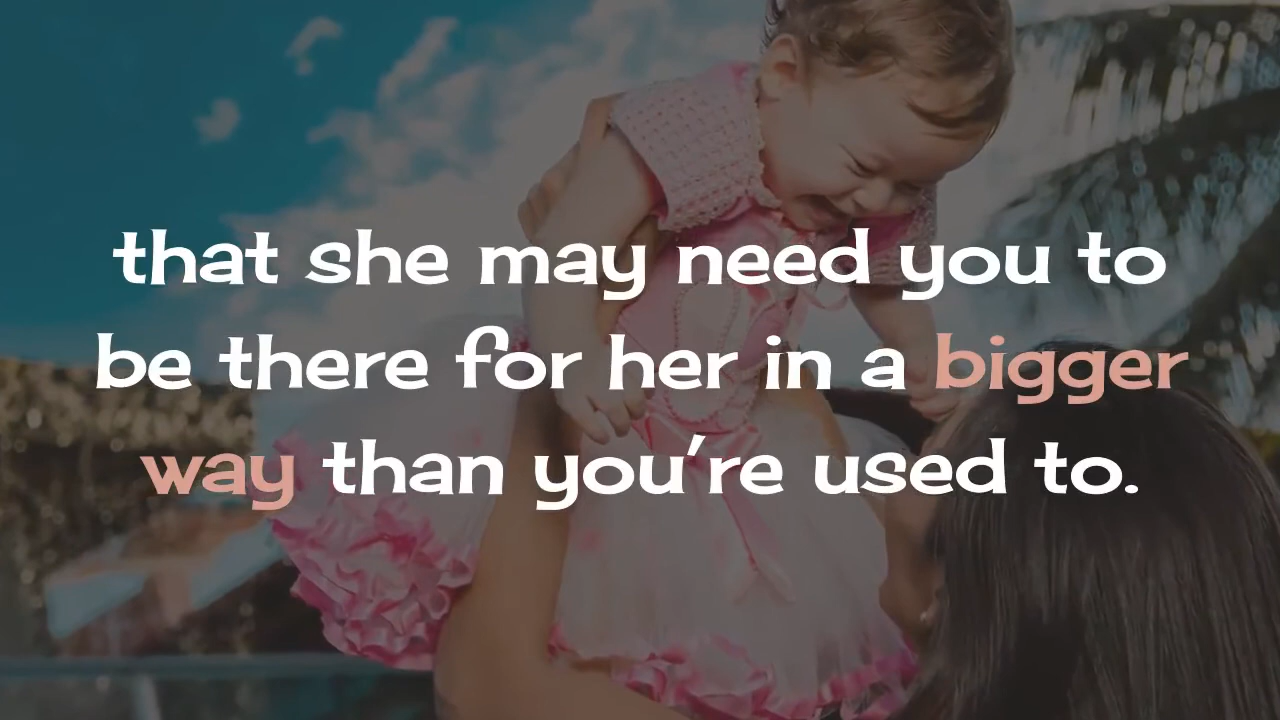 that she may need you to
be there for her in a bigger
way than you're used to.